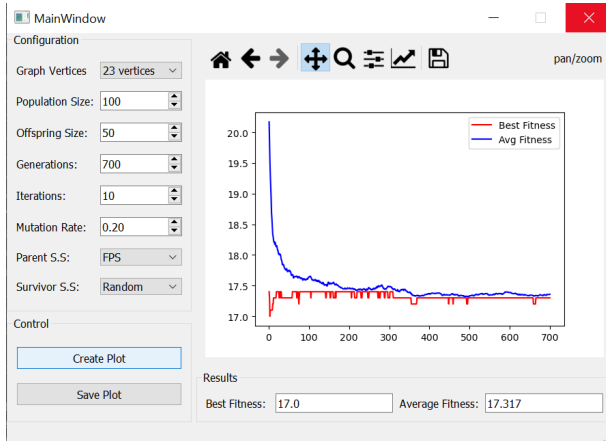 MainWindow
Configuration
Graph Vertices 23 vertices
Population Size: 100
Offspring Size: 50
Generations: 700
Iterations: 10
Mutation Rate: 0.20
Parent S.S: FPS
Survivor S.S: Random
Control
Create Plot
Save Plot
pan/zoom
Best Fitness
Avg Fitness
20.0
19.5
19.0
18.5
18.0
17.5
17.0
0 100 200 300 400 500 600 700
Results
Best Fitness: 17.0 Average Fitness: 17.317